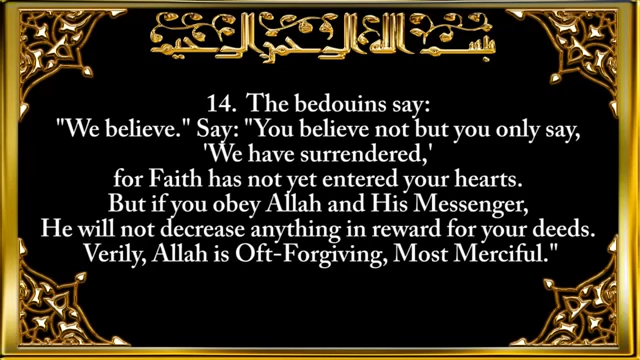 بسم الله الرحمن الرحيم
14. The bedouins say:
"We believe." Say: "You believe not but you only say,
'We have surrendered,'
for Faith has not yet entered your hearts.
But if you obey Allah and His Messenger,
He will not decrease anything in reward for your deeds.
Verily, Allah is Oft-Forgiving, Most Merciful."